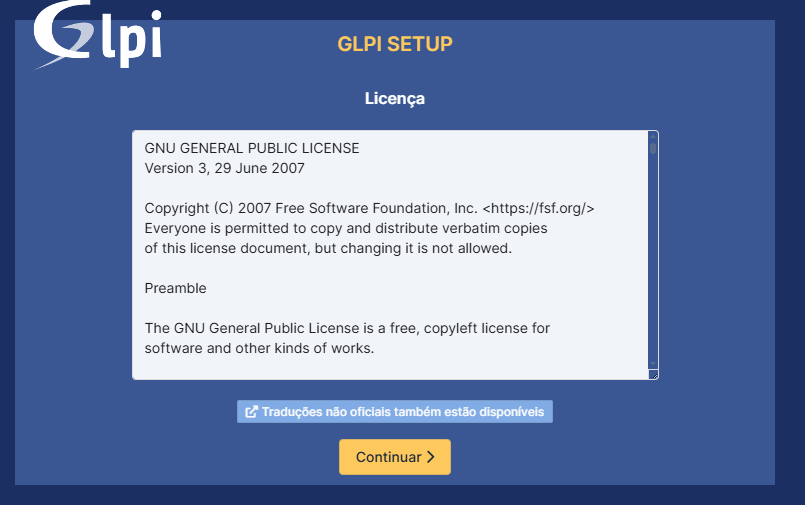 Glpi
GLPI SETUP
Licença
GNU GENERAL PUBLIC LICENSE
Version 3, 29 June 2007
Copyright (C) 2007 Free Software Foundation, Inc. <https://fsf.org/>
Everyone is permitted to copy and distribute verbatim copies
of this license document, but changing it is not allowed.
Preamble
The GNU General Public License is a free, copyleft license for
software and other kinds of works.
Traduções não oficiais também estão disponíveis
Continuar